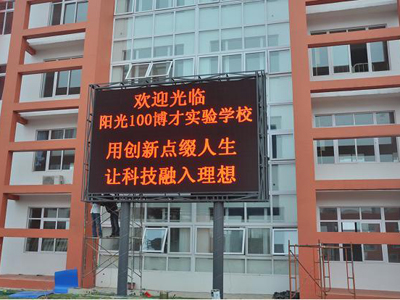 欢迎光临
阳光100博才实验学校
用创新点缀人生
让科技融入理想